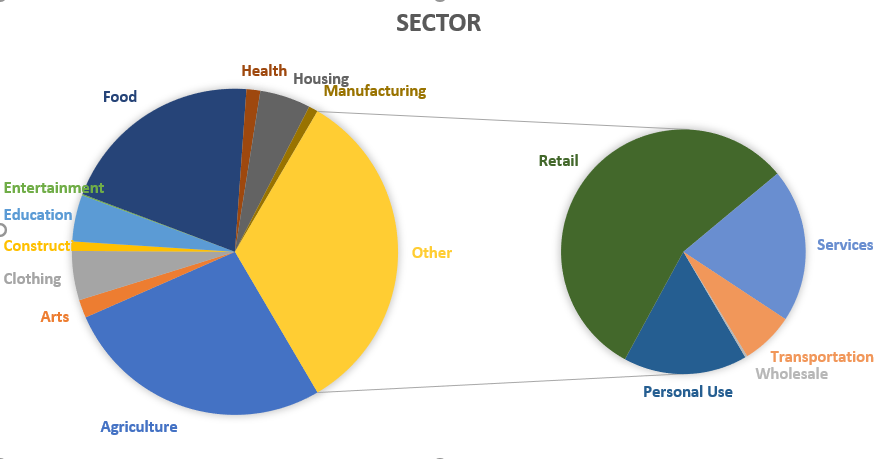 SECTOR
Health
Housing
Manufacturing
Food
Retail
Entertainment
Education
Construct
Services
Other
Clothing
Arts
Transportation
Wholesale
Personal Use
Agriculture